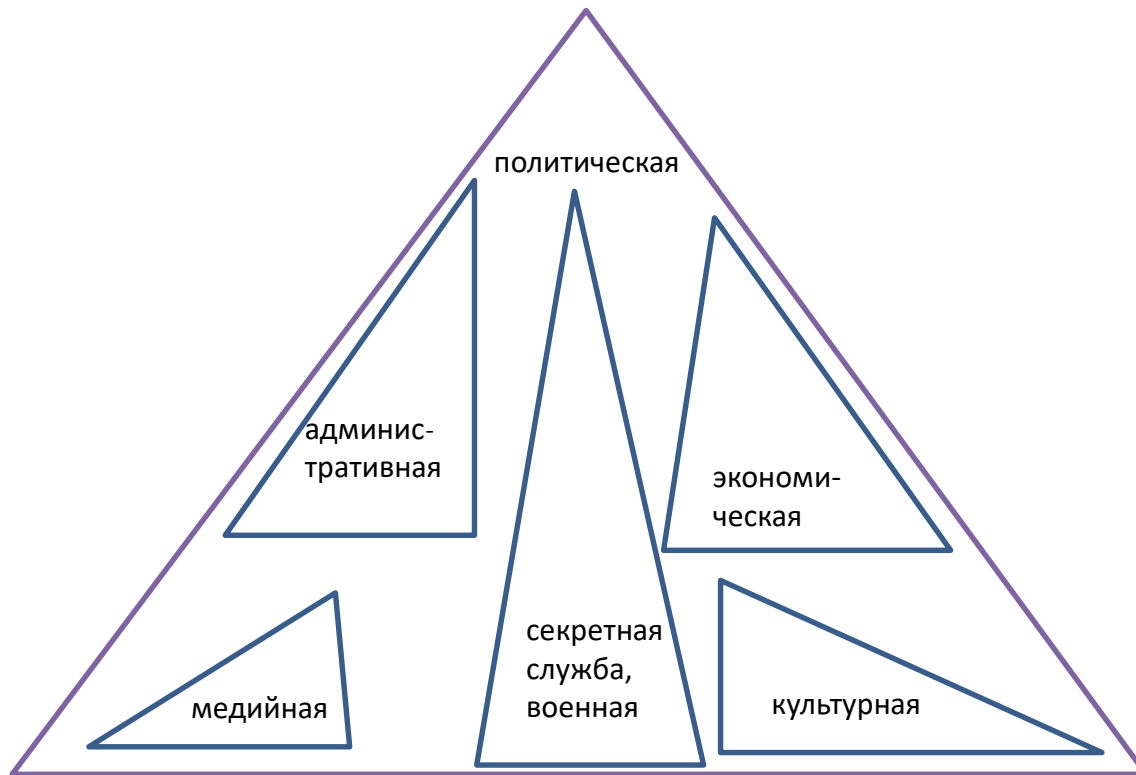 политическая
админис-
тративная
экономи-
ческая
секретная
служба,
военная
медийная
культурная